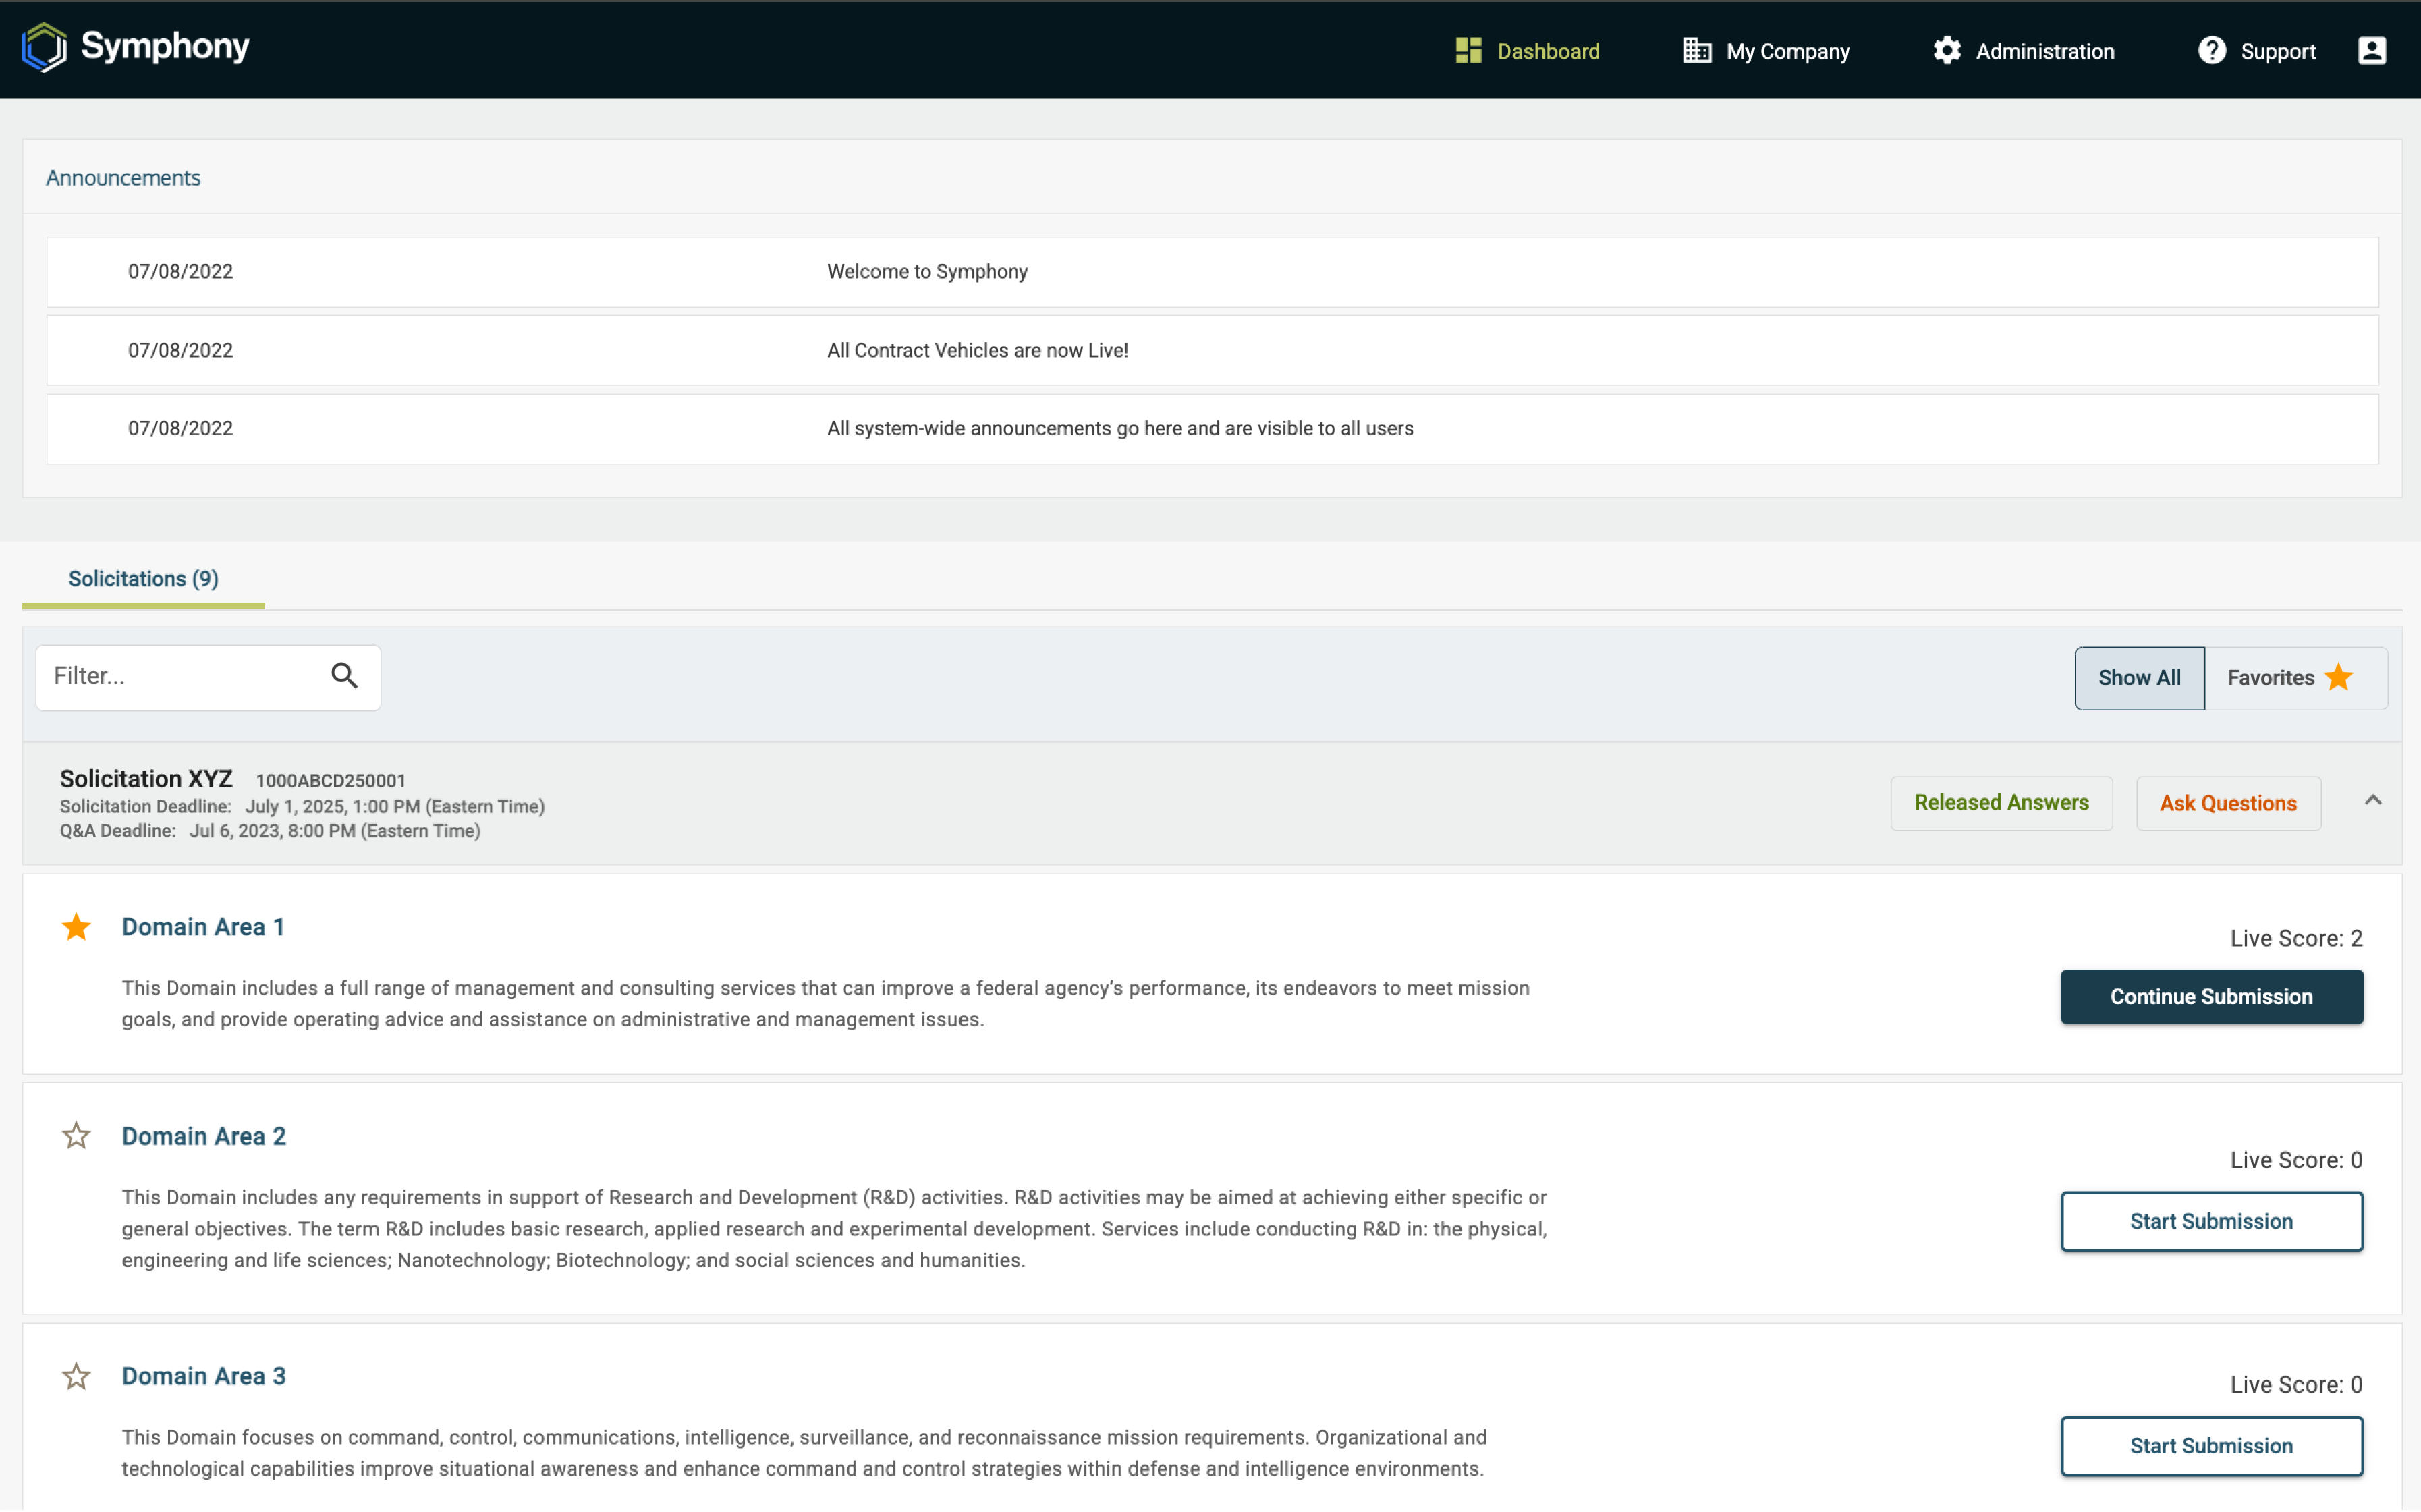 Symphony
Dashboard
My Company
Administration
Support
Announcements
07/08/2022 Welcome to Symphony
07/08/2022 All Contract Vehicles are now Live!
07/08/2022 All system-wide announcements go here and are visible to all users
Solicitations (9)
Filter...
Show All
Favorites
Solicitation XYZ 1000ABCD250001
Solicitation Deadline: July 1, 2025, 1:00 PM (Eastern Time)
Q&A Deadline: Jul 6, 2023, 8:00 PM (Eastern Time)
Released Answers
Ask Questions
Domain Area 1
This Domain includes a full range of management and consulting services that can improve a federal agency’s performance, its endeavors to meet mission
goals, and provide operating advice and assistance on administrative and management issues.
Live Score: 2
Continue Submission
Domain Area 2
This Domain includes any requirements in support of Research and Development (R&D) activities. R&D activities may be aimed at achieving either specific or
general objectives. The term R&D includes basic research, applied research and experimental development. Services include conducting R&D in: the physical,
engineering and life sciences; Nanotechnology; Biotechnology; and social sciences and humanities.
Live Score: 0
Start Submission
Domain Area 3
This Domain focuses on command, control, communications, intelligence, surveillance, and reconnaissance mission requirements. Organizational and
technological capabilities improve situational awareness and enhance command and control strategies within defense and intelligence environments.
Live Score: 0
Start Submission